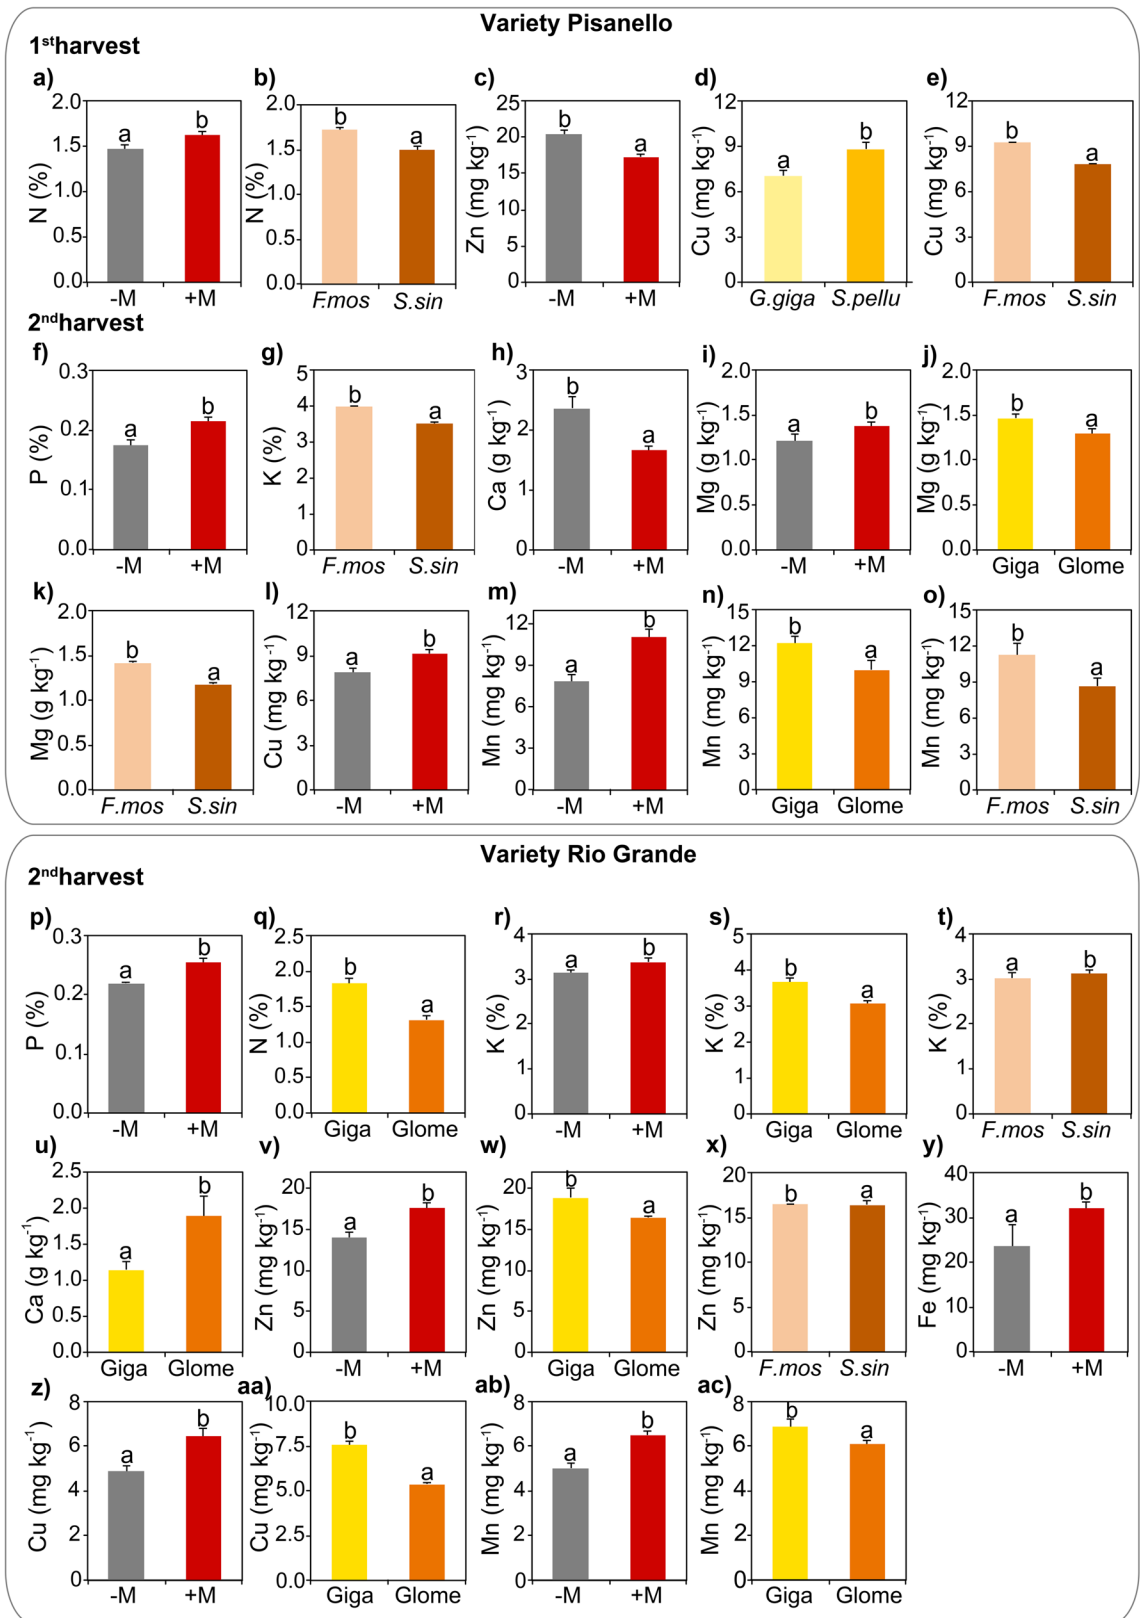 Variety Pisanello
1st harvest
a) b) c) d) e)
2.0 1.5 1.0 0.5 0.0 N (%) a b -M +M
2.0 1.5 1.0 0.5 0.0 N (%) b a F.mos S.sin
25 20 15 10 5 0 Zn (mg kg-1) b a -M +M
12 9 6 3 0 Cu (mg kg-1) a b G.giga S.pellu
12 9 6 3 0 Cu (mg kg-1) b a F.mos S.sin
2nd harvest
f) g) h) i) j)
0.3 0.2 0.1 0.0 P (%) a b -M +M
5 4 3 2 1 0 K (%) b a F.mos S.sin
3 2 1 0 Ca (g kg-1) b a -M +M
2.0 1.5 1.0 0.5 0.0 Mg (g kg-1) a b -M +M
2.0 1.5 1.0 0.5 0.0 Mg (g kg-1) b a Giga Glome
k) l) m) n) o)
2.0 1.5 1.0 0.5 0.0 Mg (g kg-1) b a F.mos S.sin
12 9 6 3 0 Cu (mg kg-1) a b -M +M
12 9 6 3 0 Mn (mg kg-1) a b -M +M
15 12 9 6 3 0 Mn (mg kg-1) b a Giga Glome
15 12 9 6 3 0 Mn (mg kg-1) b a F.mos S.sin
Variety Rio Grande
2nd harvest
p) q) r) s) t)
0.3 0.2 0.1 0.0 P (%) a b -M +M
2.5 2.0 1.5 1.0 0.5 0.0 N (%) b a Giga Glome
4 3 2 1 0 K (%) a b -M +M
5 4 3 2 1 0 K (%) b a Giga Glome
4 3 2 1 0 K (%) a b F.mos S.sin
u) v) w) x) y)
2.5 2.0 1.5 1.0 0.5 0.0 Ca (g kg-1) a b Giga Glome
20 15 10 5 0 Zn (mg kg-1) a b -M +M
20 15 10 5 0 Zn (mg kg-1) b a Giga Glome
20 15 10 5 0 Zn (mg kg-1) b a F.mos S.sin
40 30 20 10 0 Fe (mg kg-1) a b -M +M
z) aa) ab) ac)
8 6 4 2 0 Cu (mg kg-1) a b -M +M
10.0 7.5 5.0 2.5 0.0 Cu (mg kg-1) b a Giga Glome
8 6 4 2 0 Mn (mg kg-1) a b -M +M
8 6 4 2 0 Mn (mg kg-1) b a Giga Glome